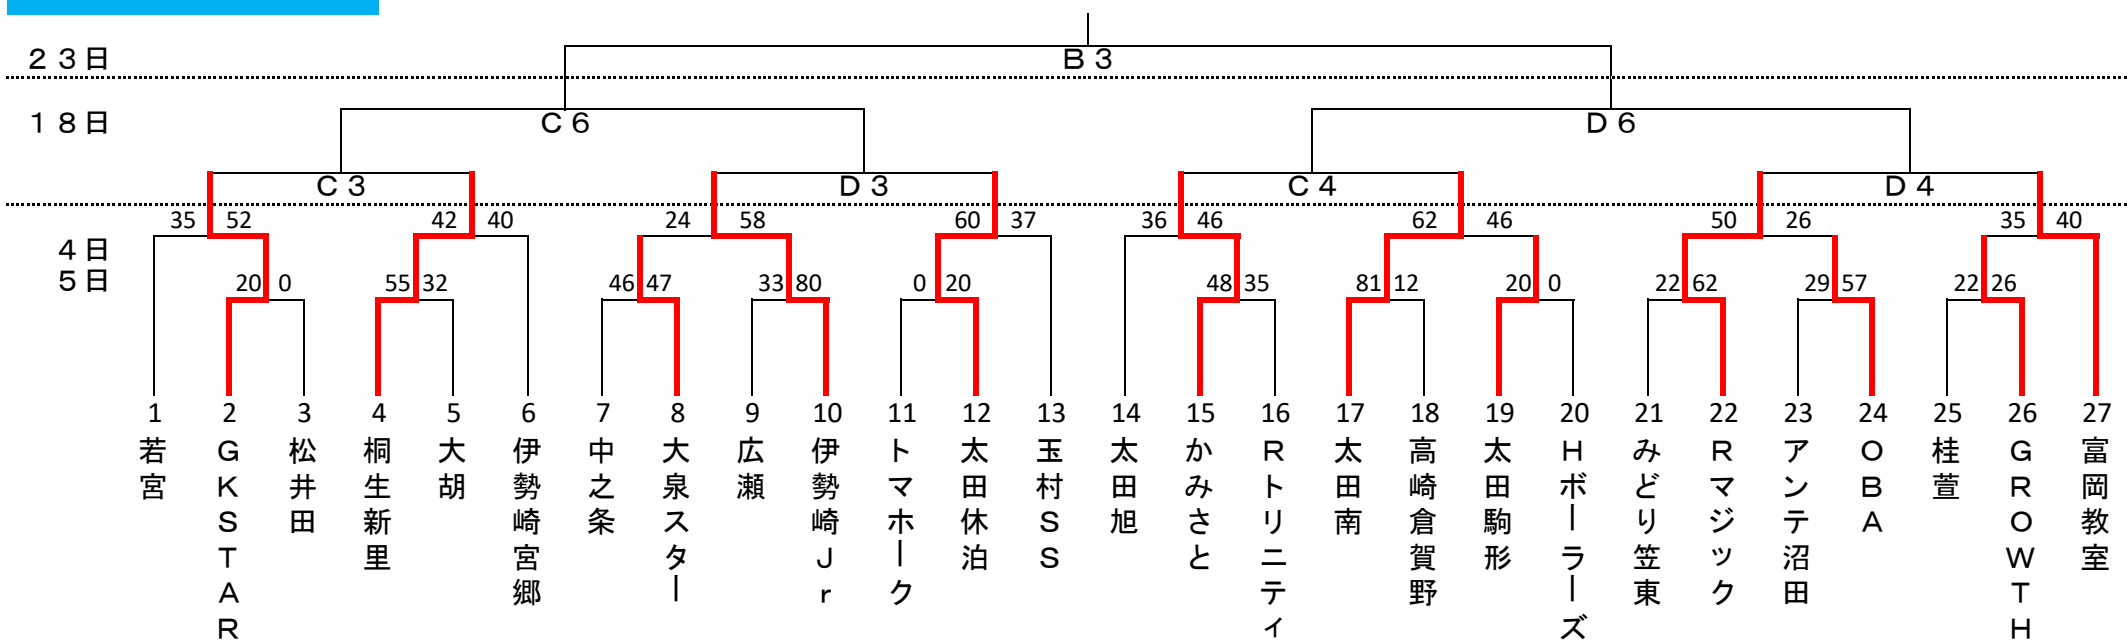 23日
B3
18日
C6
D6
C3
D3
C4
D4
35 52
42 40
24 58
60 37
36 46
62 46
50 26
35 40
4日
5日
20 0
55 32
46 47
33 80
0 20
48 35
81 12
20 0
22 62
29 57
22 26
1 2 3 4 5 6 7 8 9 10 11 12 13 14 15 16 17 18 19 20 21 22 23 24 25 26 27
若宮
GKSTAR
松井田
桐生新里
大胡
伊勢崎宮郷
中之条
大泉スター
広瀬
伊勢崎Jr
トマホーク
太田休泊
玉村SS
太田旭
かみさと
Rトリニティ
太田南
高崎倉賀野
太田駒形
Hボーラーズ
みどり笠東
Rマジック
アンテ沼田
OBA
桂萱
GROWTH
富岡教室